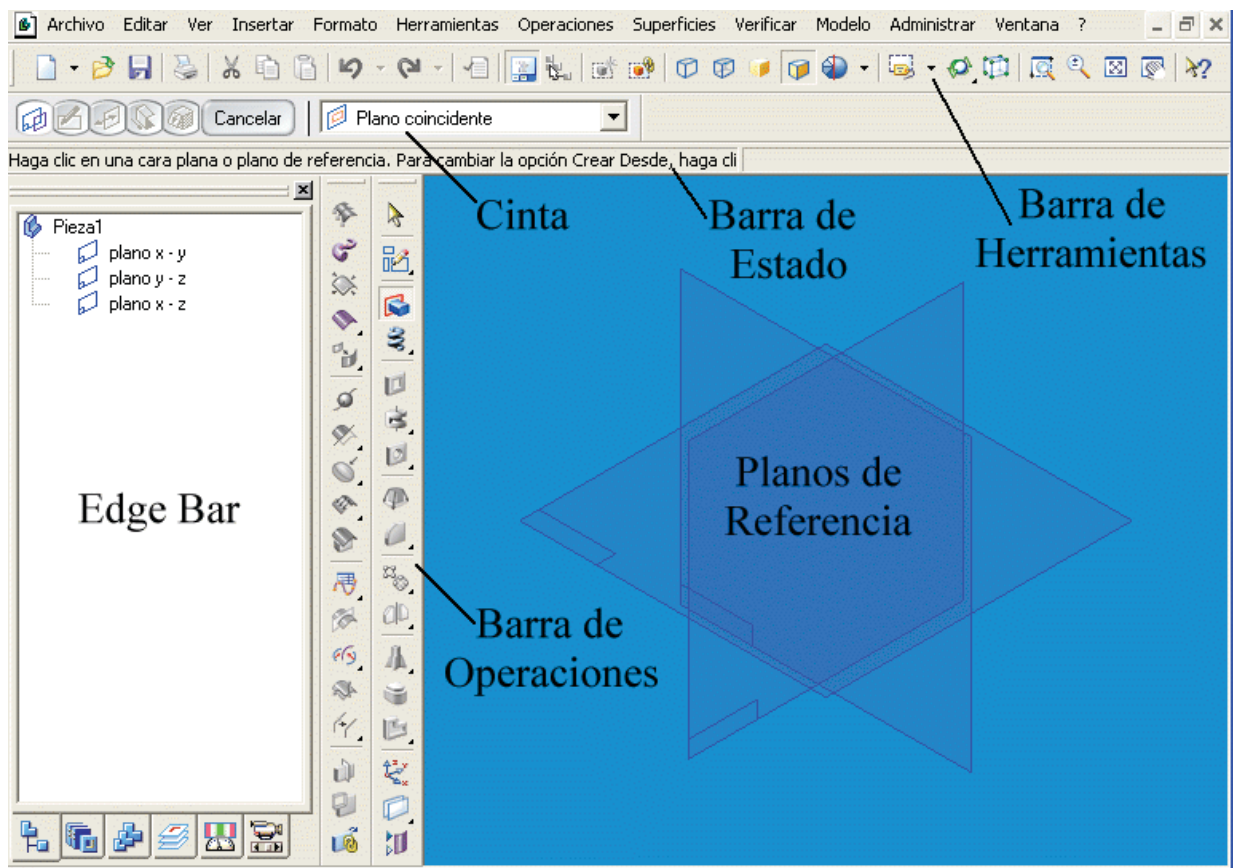 Archivo Editar Ver Insertar Formato Herramientas Operaciones Superficies Verificar Modelo Administrar Ventana ?
Cancelar Plano coincidente
Haga clic en una cara plana o plano de referencia. Para cambiar la opción Crear Desde, haga cli
Pieza1
plano x - y
plano y - z
plano x - z
Edge Bar
Cinta
Barra de
Estado
Barra de
Herramientas
Planos de
Referencia
Barra de
Operaciones